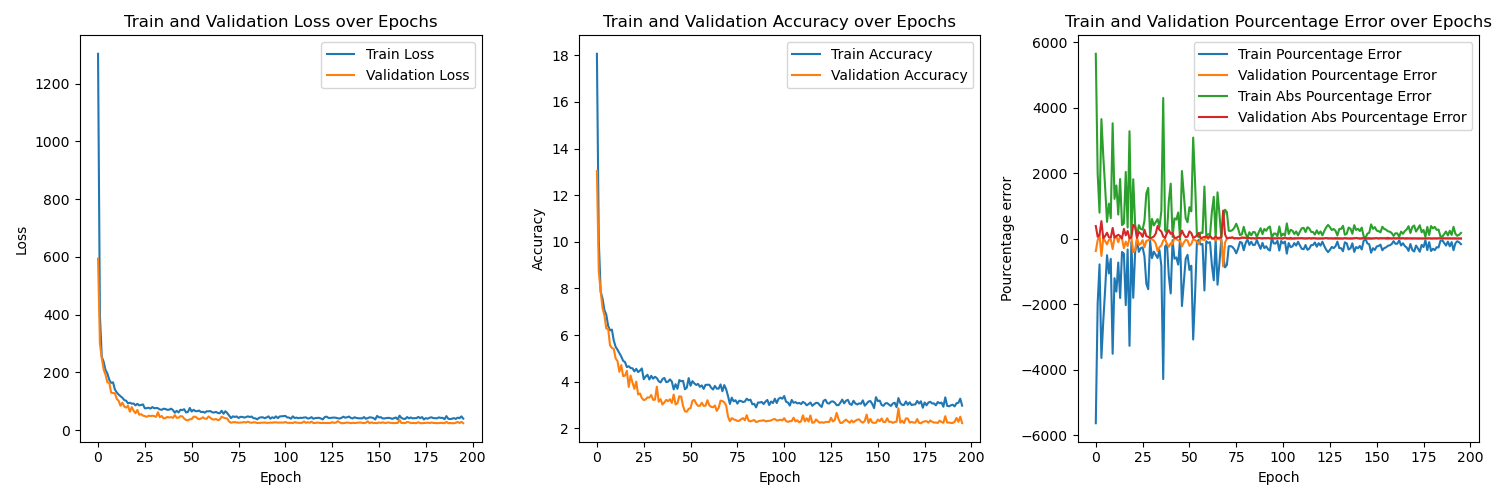 Train and Validation Loss over Epochs
Train Loss
Validation Loss
1200
1000
800
600
400
200
0
Loss
0 25 50 75 100 125 150 175 200
Epoch
Train and Validation Accuracy over Epochs
Train Accuracy
Validation Accuracy
18
16
14
12
10
8
6
4
2
Accuracy
0 25 50 75 100 125 150 175 200
Epoch
Train and Validation Pourcentage Error over Epochs
Train Pourcentage Error
Validation Pourcentage Error
Train Abs Pourcentage Error
Validation Abs Pourcentage Error
6000
4000
2000
0
−2000
−4000
−6000
Pourcentage error
0 25 50 75 100 125 150 175 200
Epoch